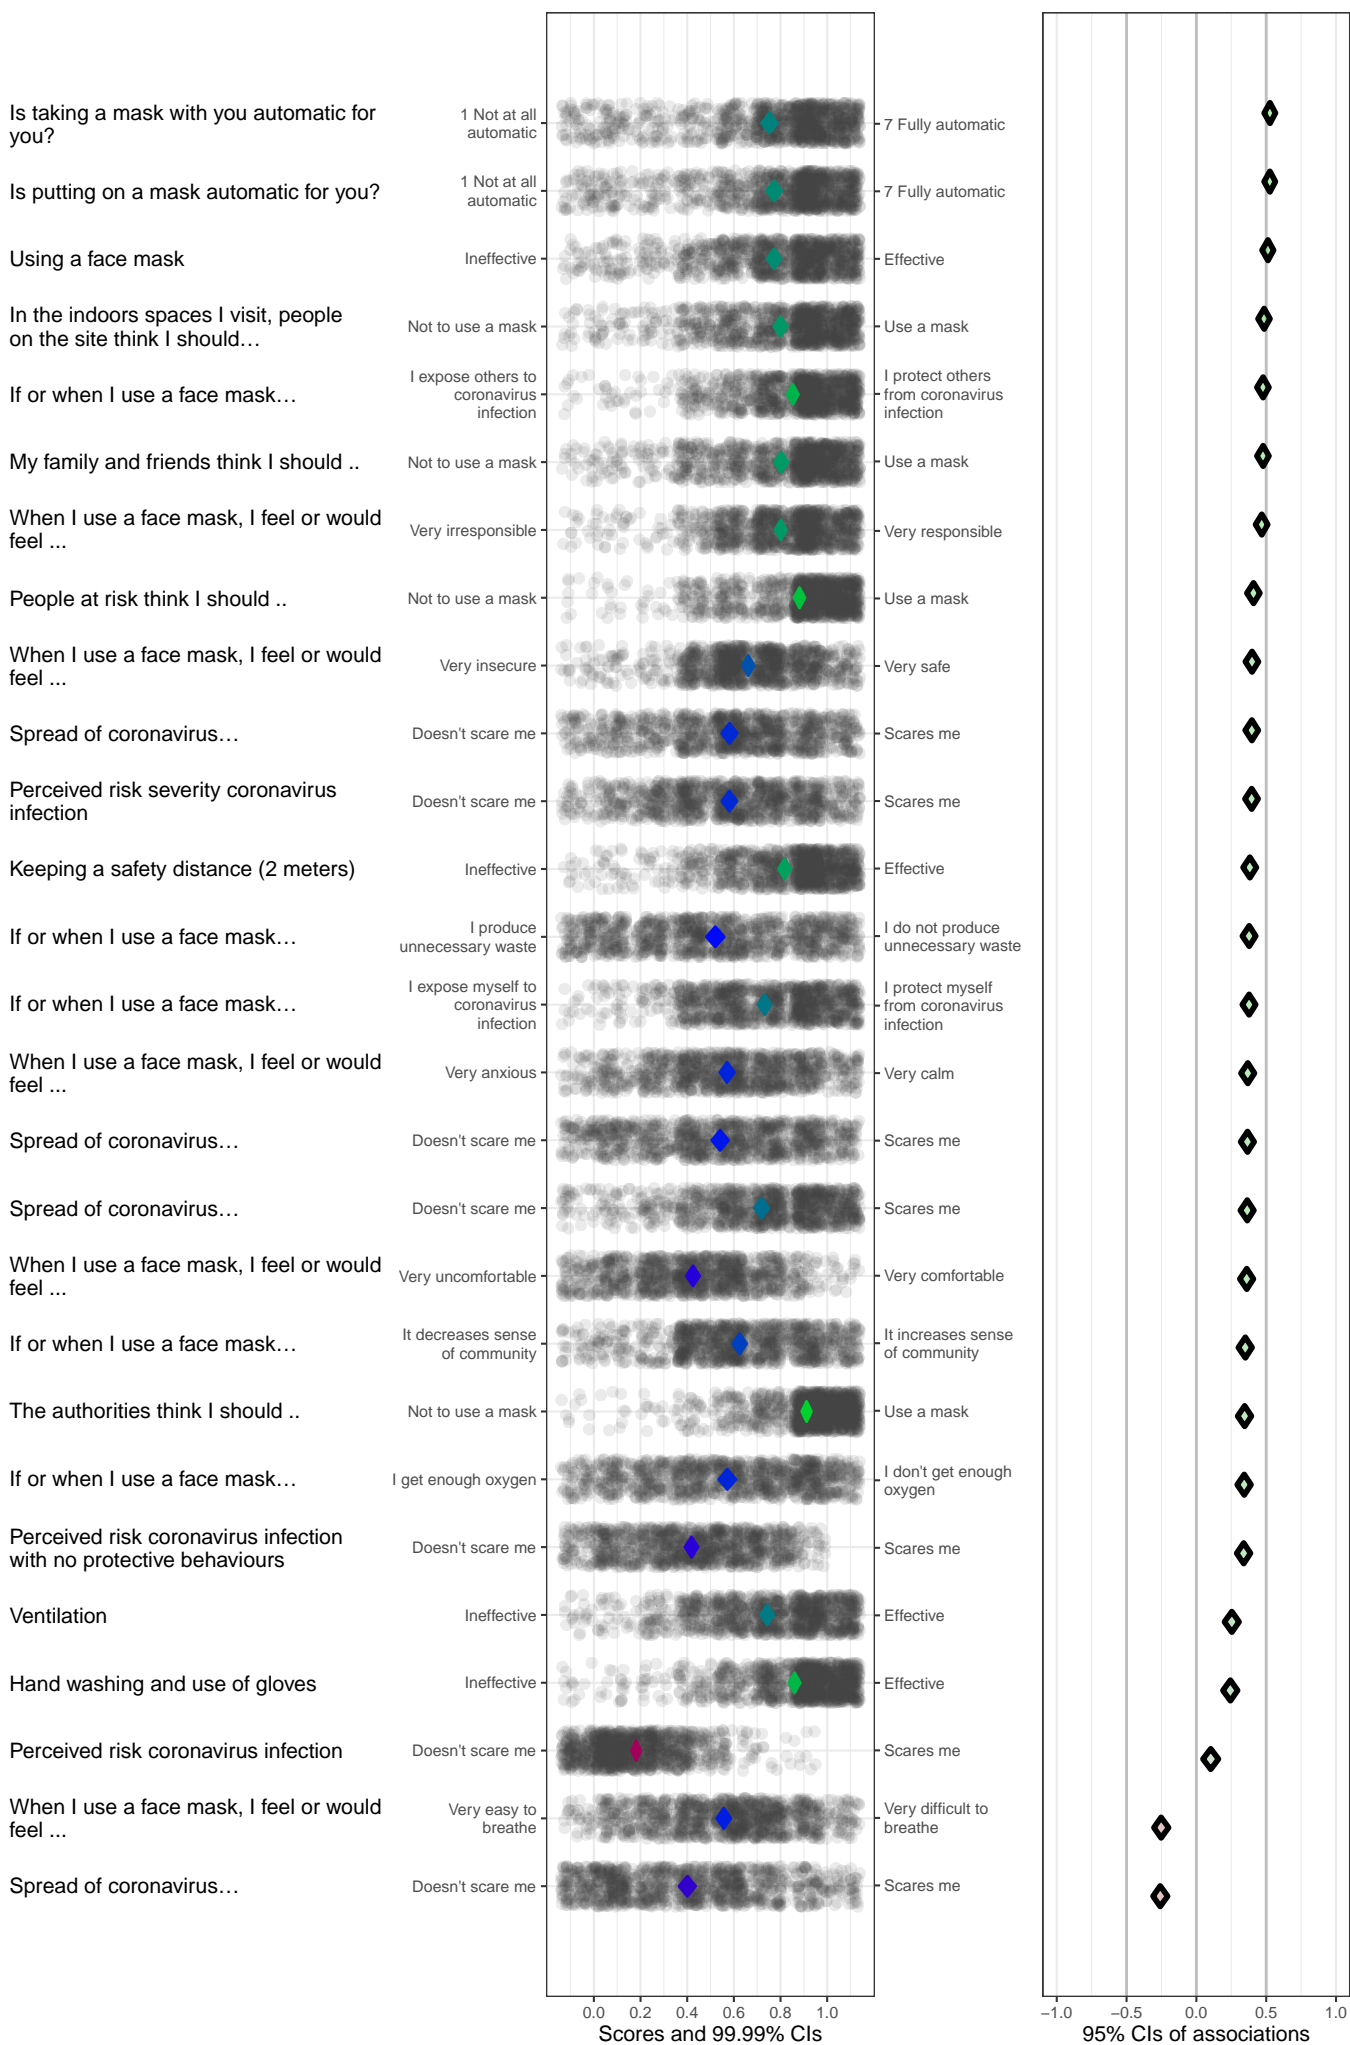 Is taking a mask with you automatic for
you?
1 Not at all
automatic
7 Fully automatic
Is putting on a mask automatic for you?
1 Not at all
automatic
7 Fully automatic
Using a face mask
Ineffective
Effective
In the indoors spaces I visit, people
on the site think I should…
Not to use a mask
Use a mask
If or when I use a face mask…
I expose others to
coronavirus
infection
I protect others
from coronavirus
infection
My family and friends think I should ..
Not to use a mask
Use a mask
When I use a face mask, I feel or would
feel ...
Very irresponsible
Very responsible
People at risk think I should ..
Not to use a mask
Use a mask
When I use a face mask, I feel or would
feel ...
Very insecure
Very safe
Spread of coronavirus…
Doesn't scare me
Scares me
Perceived risk severity coronavirus
infection
Doesn't scare me
Scares me
Keeping a safety distance (2 meters)
Ineffective
Effective
If or when I use a face mask…
I produce
unnecessary waste
I do not produce
unnecessary waste
If or when I use a face mask…
I expose myself to
coronavirus
infection
I protect myself
from coronavirus
infection
When I use a face mask, I feel or would
feel ...
Very anxious
Very calm
Spread of coronavirus…
Doesn't scare me
Scares me
Spread of coronavirus…
Doesn't scare me
Scares me
When I use a face mask, I feel or would
feel ...
Very uncomfortable
Very comfortable
If or when I use a face mask…
It decreases sense
of community
It increases sense
of community
The authorities think I should ..
Not to use a mask
Use a mask
If or when I use a face mask…
I get enough oxygen
I don't get enough
oxygen
Perceived risk coronavirus infection
with no protective behaviours
Doesn't scare me
Scares me
Ventilation
Ineffective
Effective
Hand washing and use of gloves
Ineffective
Effective
Perceived risk coronavirus infection
Doesn't scare me
Scares me
When I use a face mask, I feel or would
feel ...
Very easy to
breathe
Very difficult to
breathe
Spread of coronavirus…
Doesn't scare me
Scares me
0.0 0.2 0.4 0.6 0.8 1.0
Scores and 99.99% CIs
−1.0 −0.5 0.0 0.5 1.0
95% CIs of associations